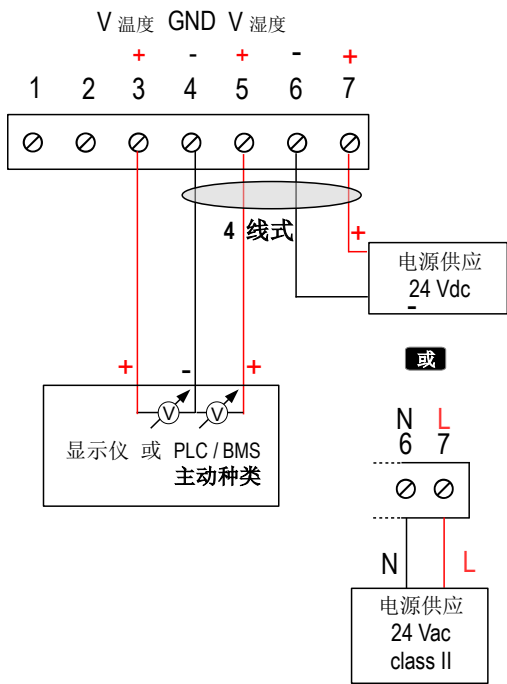 V 温度 GND V 湿度
+ - + - +
1 2 3 4 5 6 7
4 线式
+
电源供应
24 Vdc
-
或
+ - +
V V
显示仪 或 PLC / BMS
主动种类
N L
6 7
N L
电源供应
24 Vac
class II